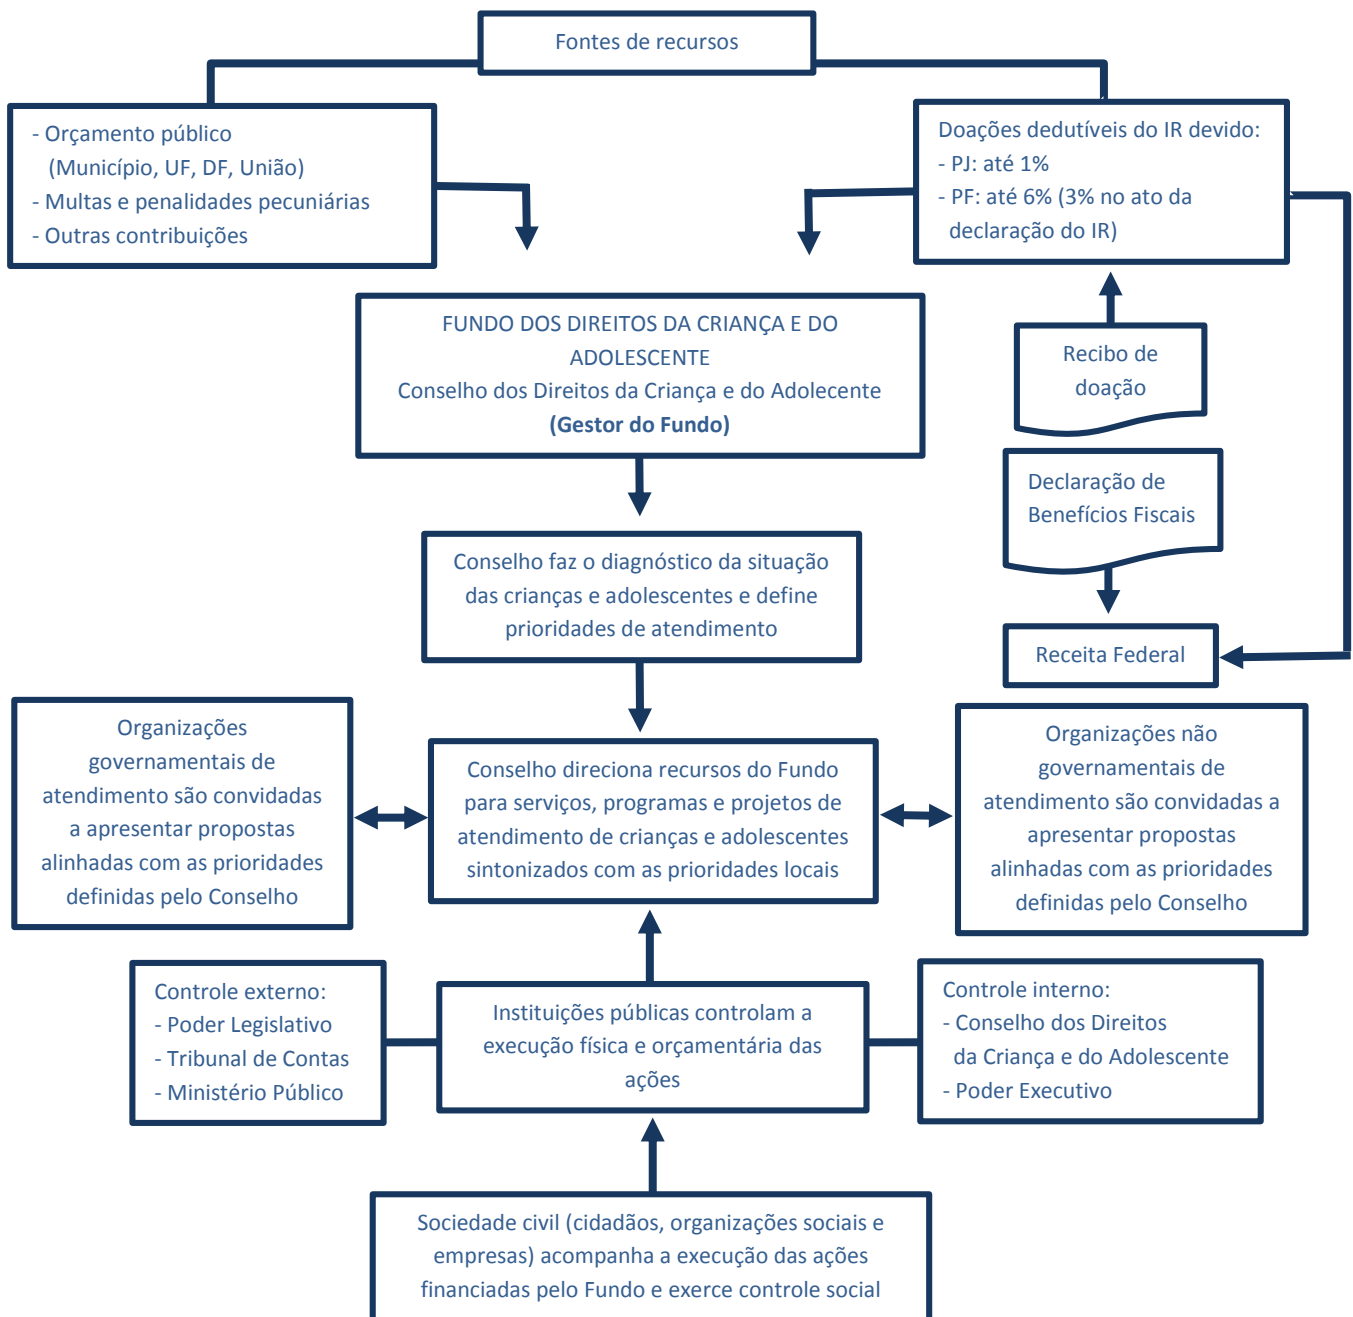 Fontes de recursos
- Orçamento público
(Município, UF, DF, União)
- Multas e penalidades pecuniárias
- Outras contribuições
Doações dedutíveis do IR devido:
- PJ: até 1%
- PF: até 6% (3% no ato da
declaração do IR)
FUNDO DOS DIREITOS DA CRIANÇA E DO
ADOLESCENTE
Conselho dos Direitos da Criança e do Adolecente
(Gestor do Fundo)
Recibo de
doação
Declaração de
Benefícios Fiscais
Conselho faz o diagnóstico da situação
das crianças e adolescentes e define
prioridades de atendimento
Receita Federal
Organizações
governamentais de
atendimento são convidadas
a apresentar propostas
alinhadas com as prioridades
definidas pelo Conselho
Conselho direciona recursos do Fundo
para serviços, programas e projetos de
atendimento de crianças e adolescentes
sintonizados com as prioridades locais
Organizações não
governamentais de
atendimento são convidadas a
apresentar propostas
alinhadas com as prioridades
definidas pelo Conselho
Controle externo:
- Poder Legislativo
- Tribunal de Contas
- Ministério Público
Instituições públicas controlam a
execução física e orçamentária das
ações
Controle interno:
- Conselho dos Direitos
da Criança e do Adolescente
- Poder Executivo
Sociedade civil (cidadãos, organizações sociais e
empresas) acompanha a execução das ações
financiadas pelo Fundo e exerce controle social